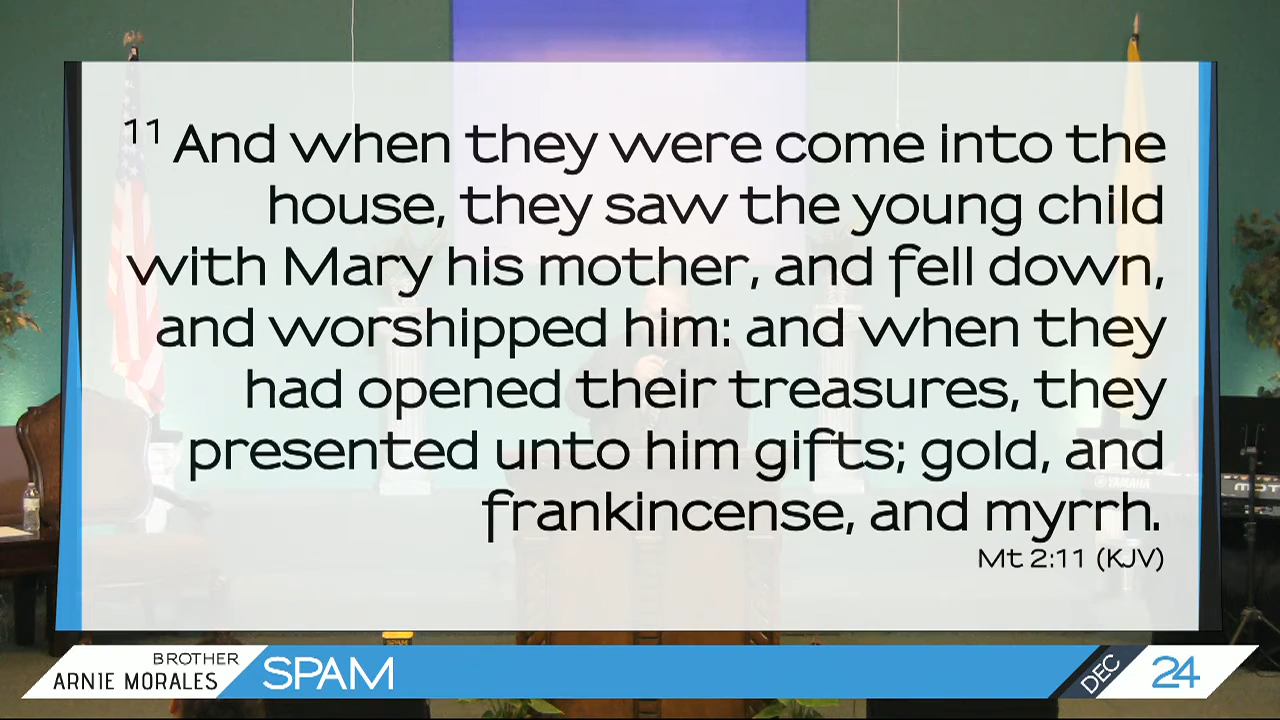 11 And when they were come into the
house, they saw the young child
with Mary his mother, and fell down,
and worshipped him: and when they
had opened their treasures, they
presented unto him gifts; gold, and
frankincense, and myrrh.
Mt 2:11 (KJV)
YAMAHA
BROTHER
ARNIE MORALES
SPAM
DEC
24